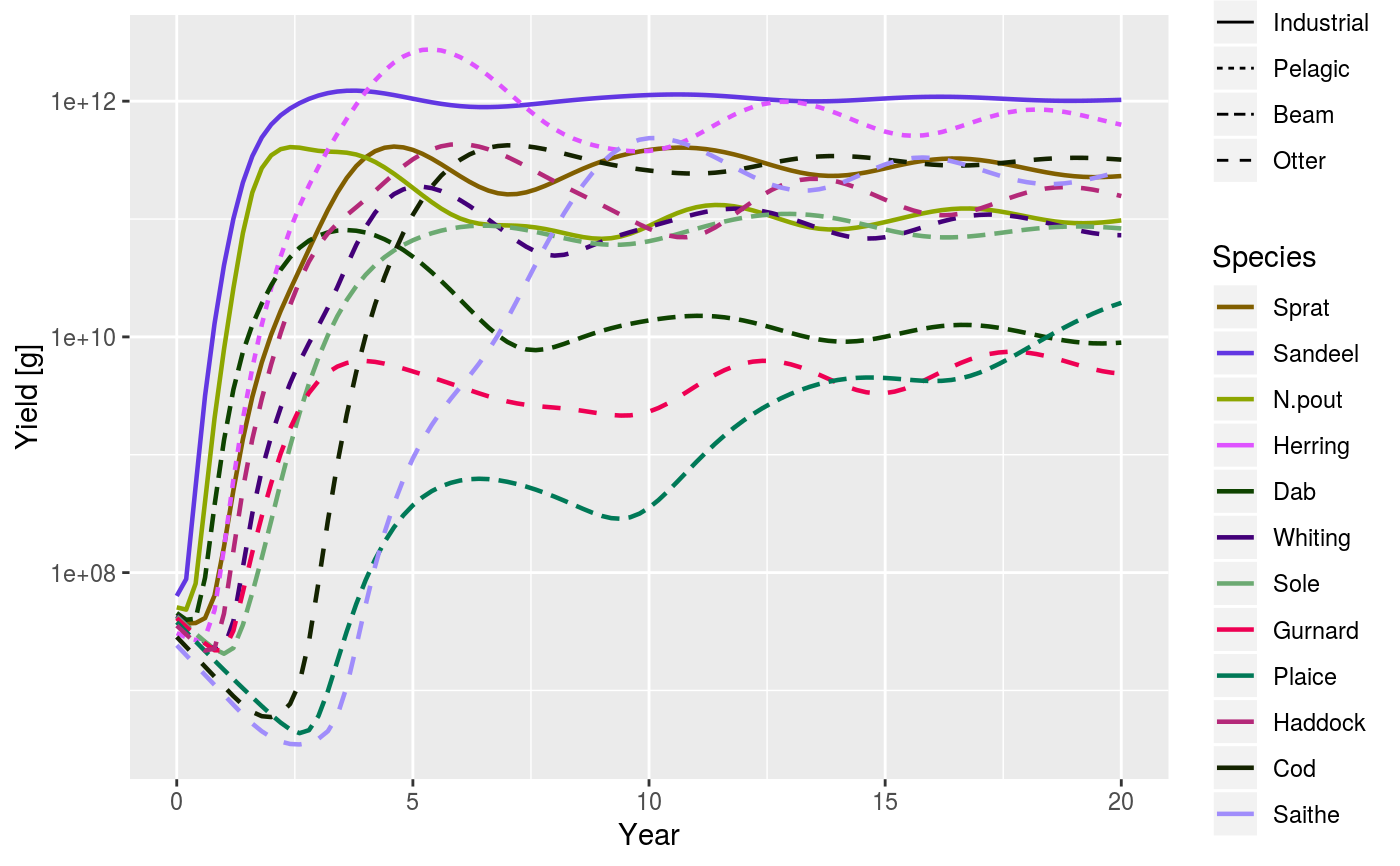 Yield [g]
1e+12
1e+10
1e+08
0 5 10 15 20
Year
Industrial
Pelagic
Beam
Otter
Species
Sprat
Sandeel
N.pout
Herring
Dab
Whiting
Sole
Gurnard
Plaice
Haddock
Cod
Saithe